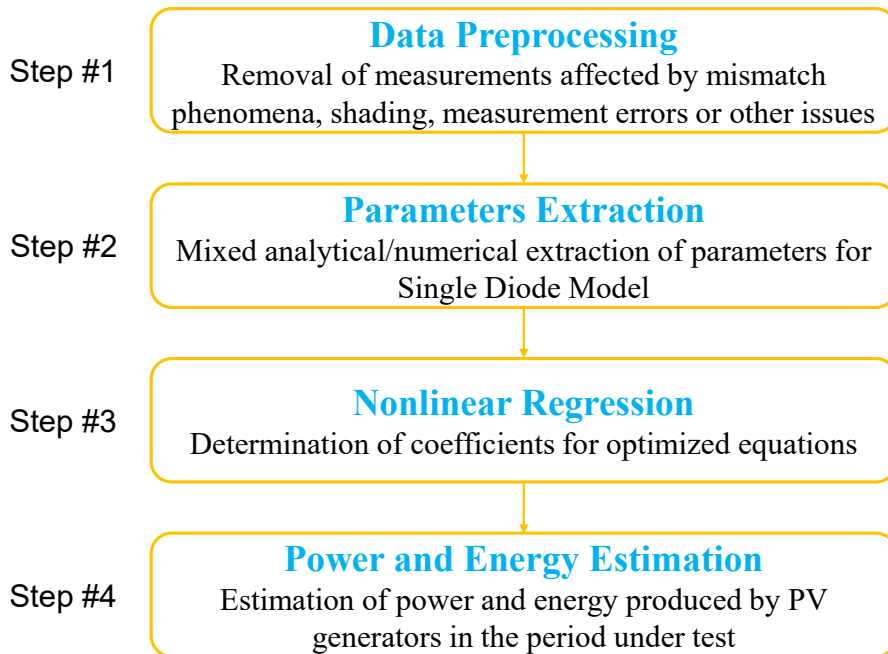 Step #1
Data Preprocessing
Removal of measurements affected by mismatch
phenomena, shading, measurement errors or other issues
Step #2
Parameters Extraction
Mixed analytical/numerical extraction of parameters for
Single Diode Model
Step #3
Nonlinear Regression
Determination of coefficients for optimized equations
Step #4
Power and Energy Estimation
Estimation of power and energy produced by PV
generators in the period under test